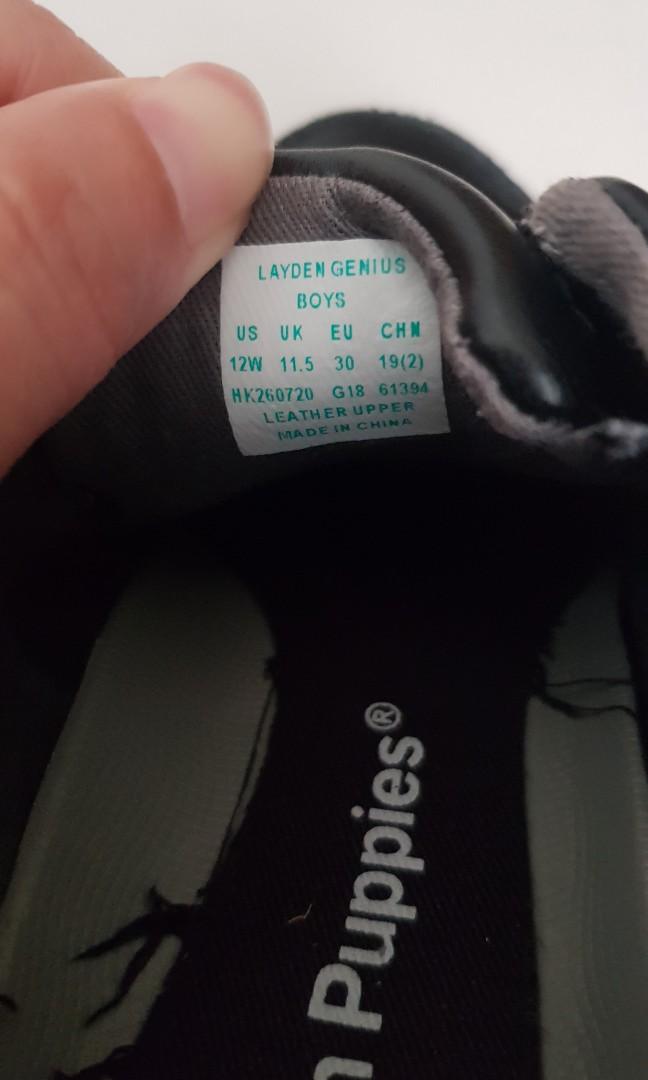 LAYDEN GENIUS
BOYS
US UK EU CHN
12W 11.5 30 19(2)
HK260720 G18 61394
LEATHER UPPER
MADE IN CHINA
Puppies®